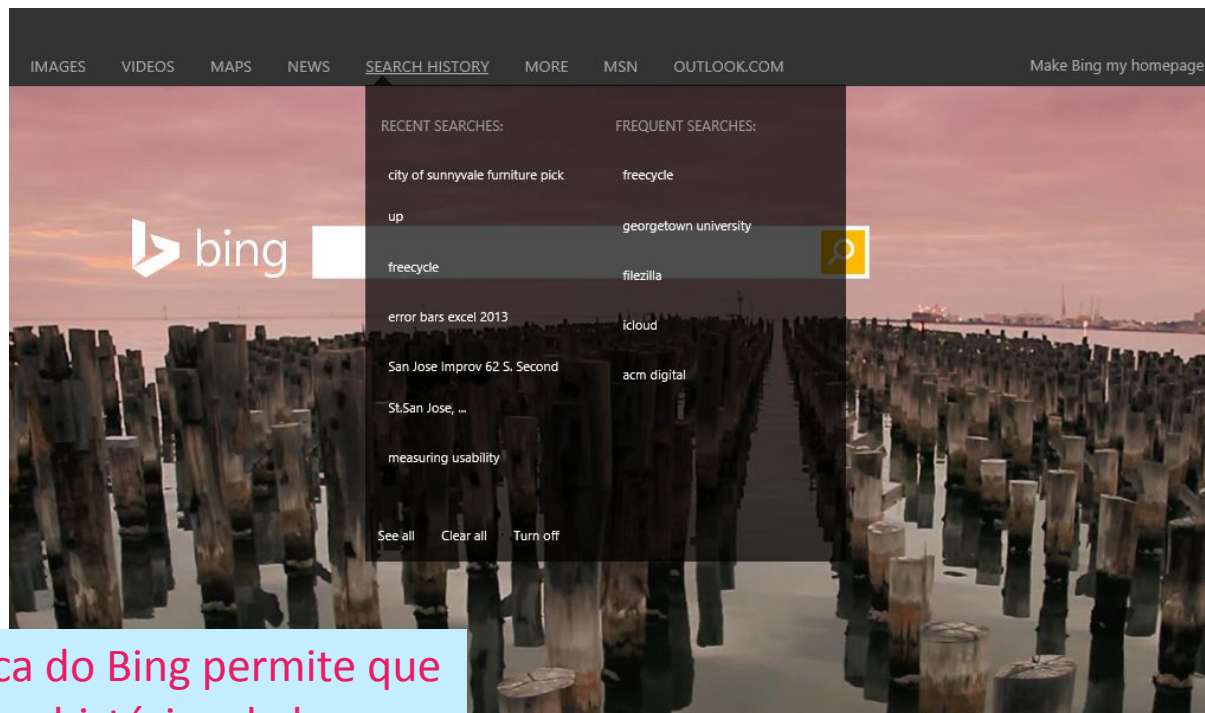 IMAGES VIDEOS MAPS NEWS SEARCH HISTORY MORE MSN OUTLOOK.COM Make Bing my homepage
RECENT SEARCHES:
city of sunnyvale furniture pick
up
freecycle
error bars excel 2013
San Jose Improv 62 S. Second
St.San Jose, ...
measuring usability
FREQUENT SEARCHES:
freecycle
georgetown university
filezilla
icloud
acm digital
See all Clear all Turn off
bing
ca do Bing permite que